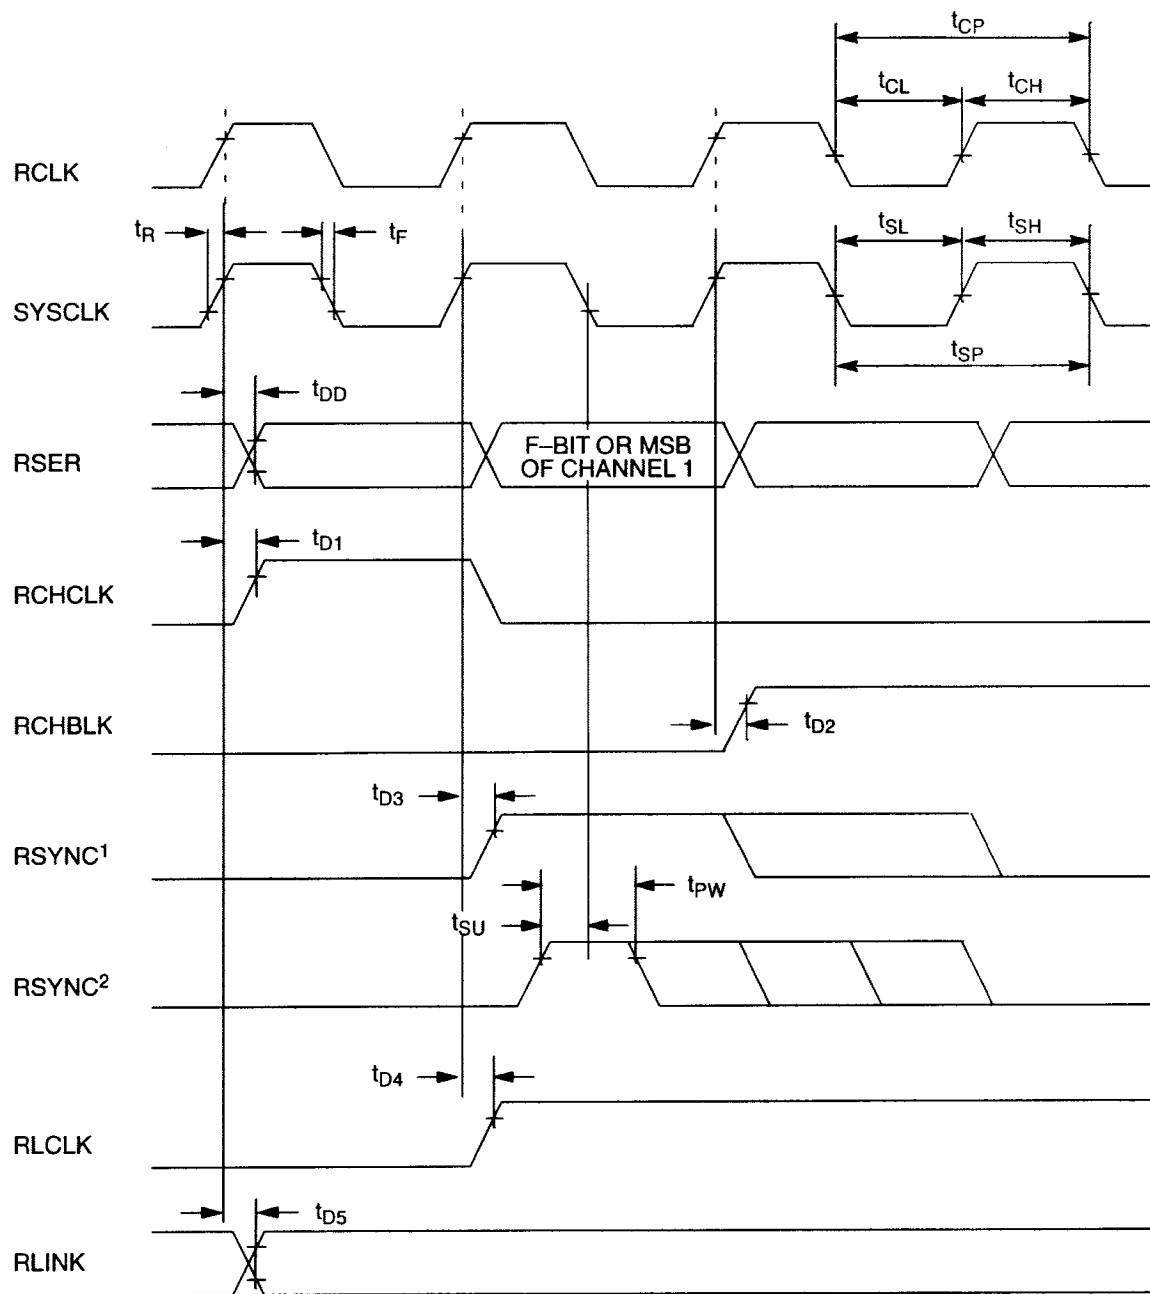 tCP
tCL tCH
RCLK
tR tF tSL tSH
SYSCLK
tSP
tDD
RSER
F–BIT OR MSB
OF CHANNEL 1
tD1
RCHCLK
RCHBLK
tD2
tD3
RSYNC1
tPW
tSU
RSYNC2
tD4
RLCLK
tD5
RLINK